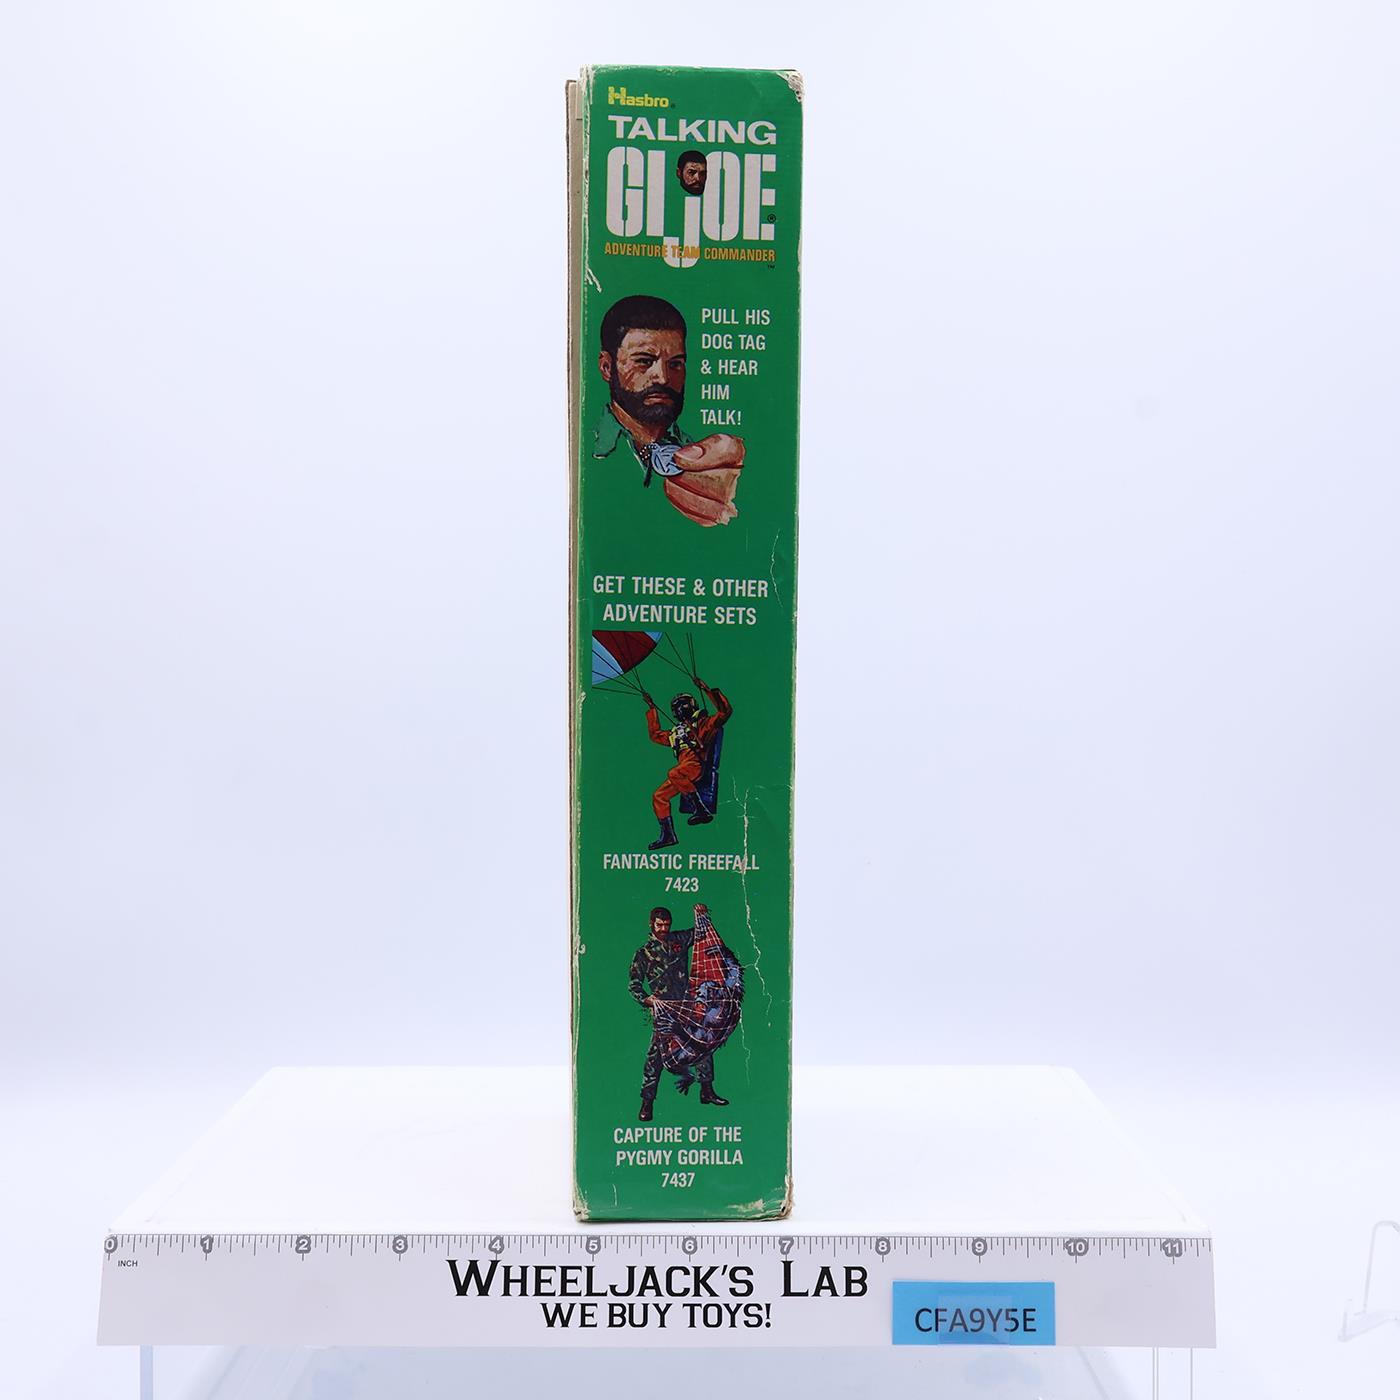 Hasbro®
TALKING
GI JOE®
ADVENTURE TEAM COMMANDER
™
PULL HIS
DOG TAG
& HEAR
HIM
TALK!
GET THESE & OTHER
ADVENTURE SETS
FANTASTIC FREEFALL
7423
CAPTURE OF THE
PYGMY GORILLA
7437
0 1 2 3 4 5 6 7 8 9 10 11
INCH
WHEELJACK'S LAB
WE BUY TOYS!
CFA9Y5E